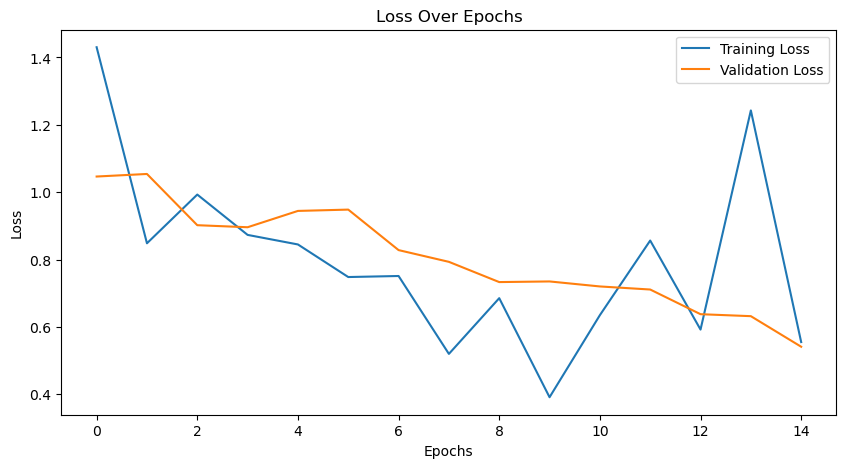 Loss Over Epochs
Training Loss
Validation Loss
1.4
1.2
1.0
0.8
0.6
0.4
Loss
0 2 4 6 8 10 12 14
Epochs